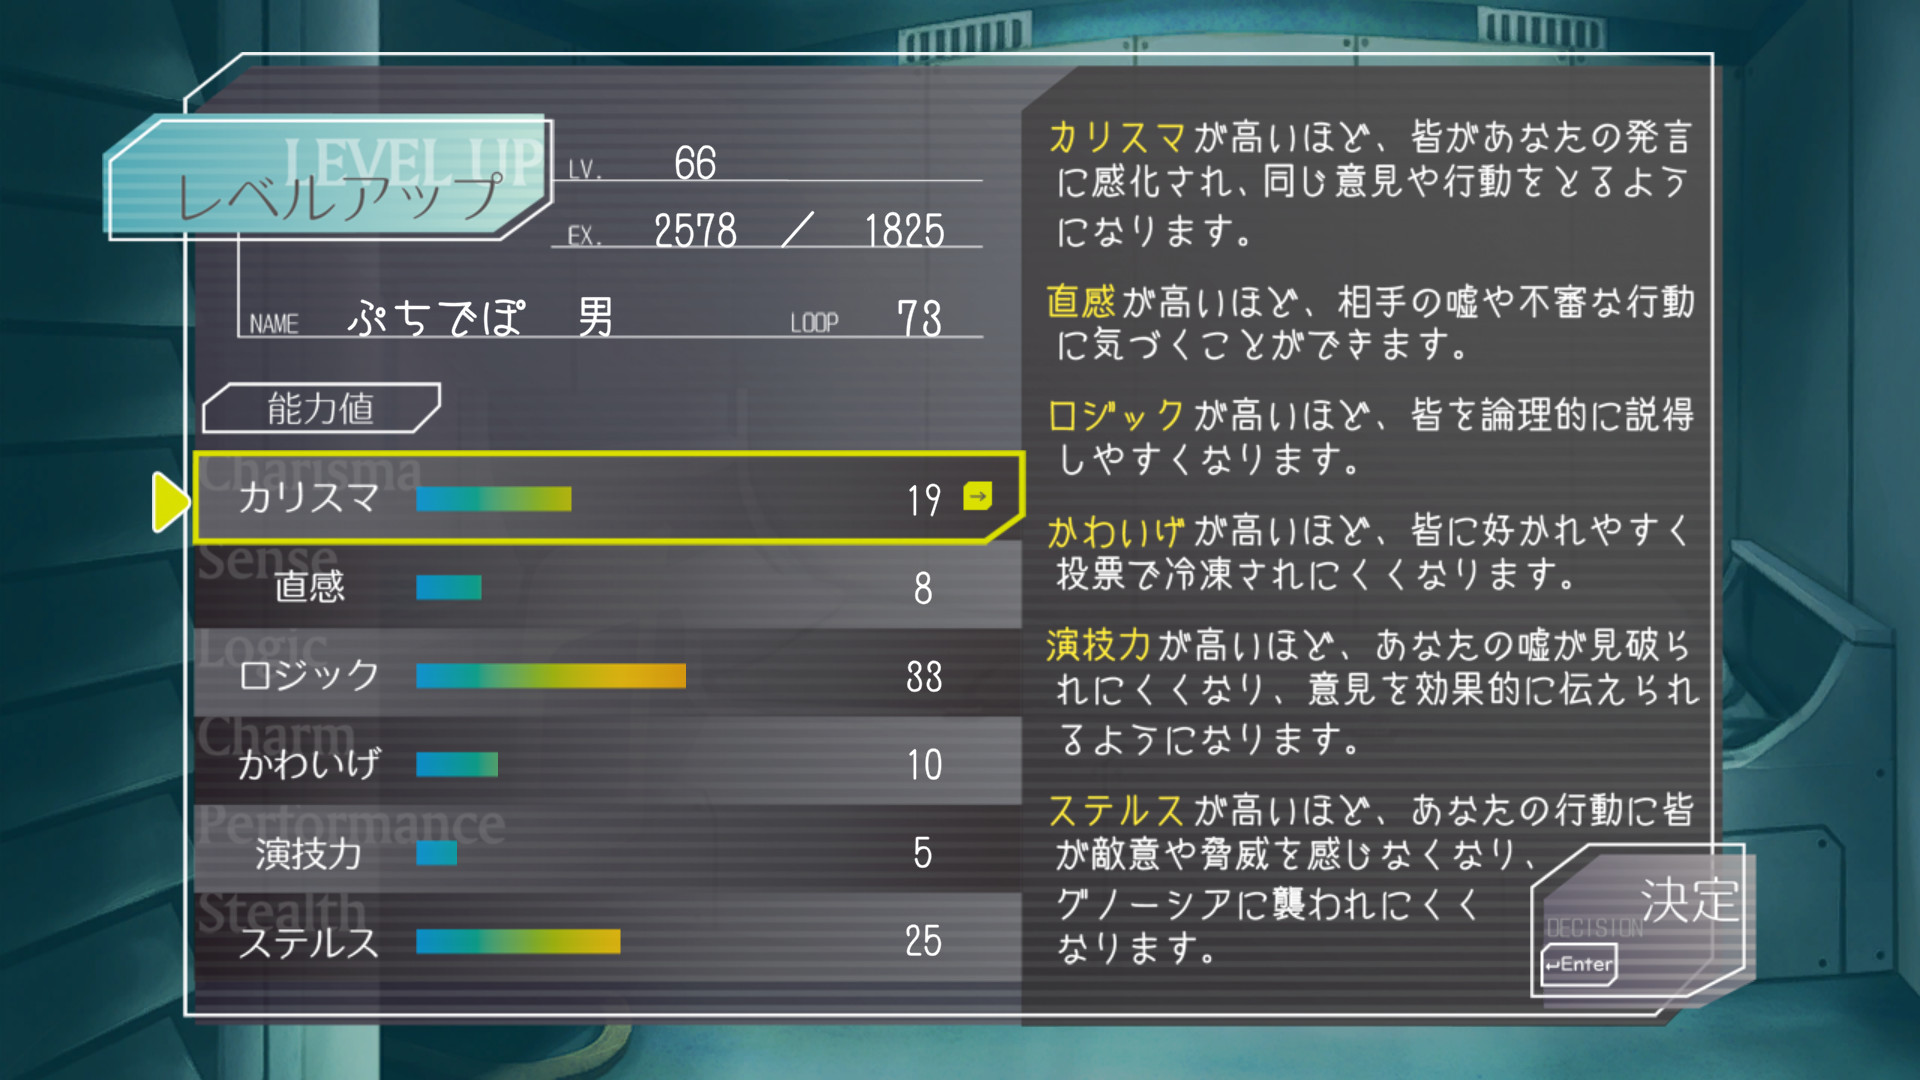 LEVEL UP
レベルアップ
LV. 66
EX. 2578 / 1825
NAME ぷちでぽ 男 LOOP 73
能力値
Charisma
カリスマ 19 →
Sense
直感 8
Logic
ロジック 33
Charm
かわいげ 10
Performance
演技力 5
Stealth
ステルス 25
カリスマが高いほど、皆があなたの発言
に感化され、同じ意見や行動をとるよう
になります。
直感が高いほど、相手の嘘や不審な行動
に気づくことができます。
ロジックが高いほど、皆を論理的に説得
しやすくなります。
かわいげが高いほど、皆に好かれやすく
投票で冷凍されにくくなります。
演技力が高いほど、あなたの嘘が見破ら
れにくくなり、意見を効果的に伝えられ
るようになります。
ステルスが高いほど、あなたの行動に皆
が敵意や脅威を感じなくなり、
グノーシアに襲われにくく
なります。
決定
DECISION
↵Enter